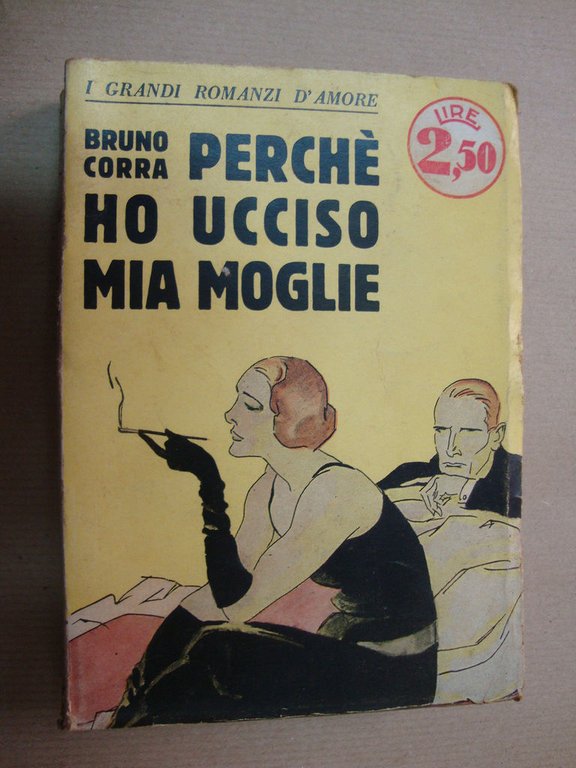 I GRANDI ROMANZI D'AMORE
LIRE
2,50
BRUNO
CORRA
PERCHÈ
HO UCCISO
MIA MOGLIE